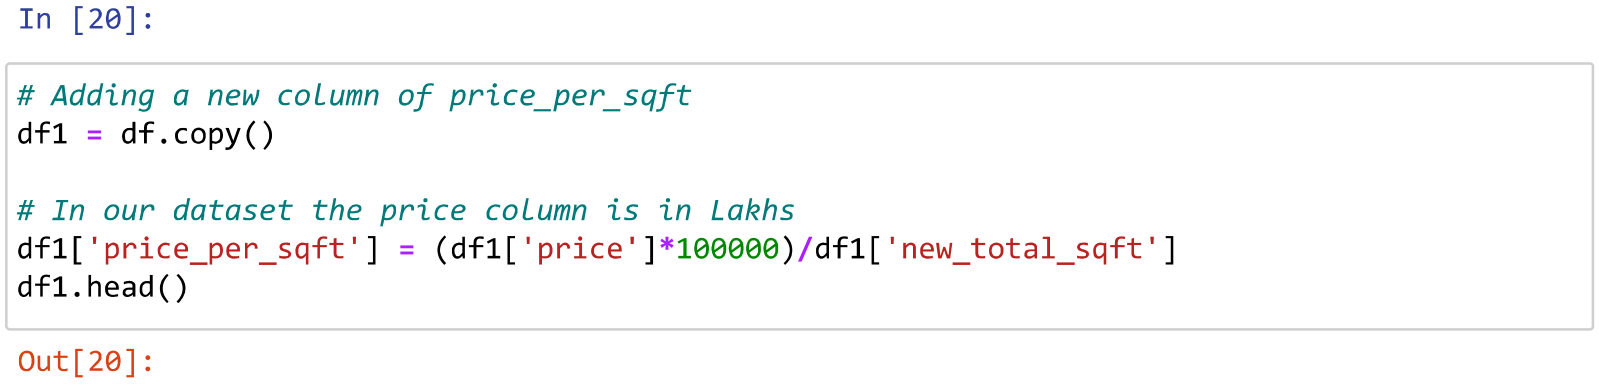 In [20]:
# Adding a new column of price_per_sqft
df1 = df.copy()
# In our dataset the price column is in Lakhs
df1['price_per_sqft'] = (df1['price']*100000)/df1['new_total_sqft']
df1.head()
Out[20]: